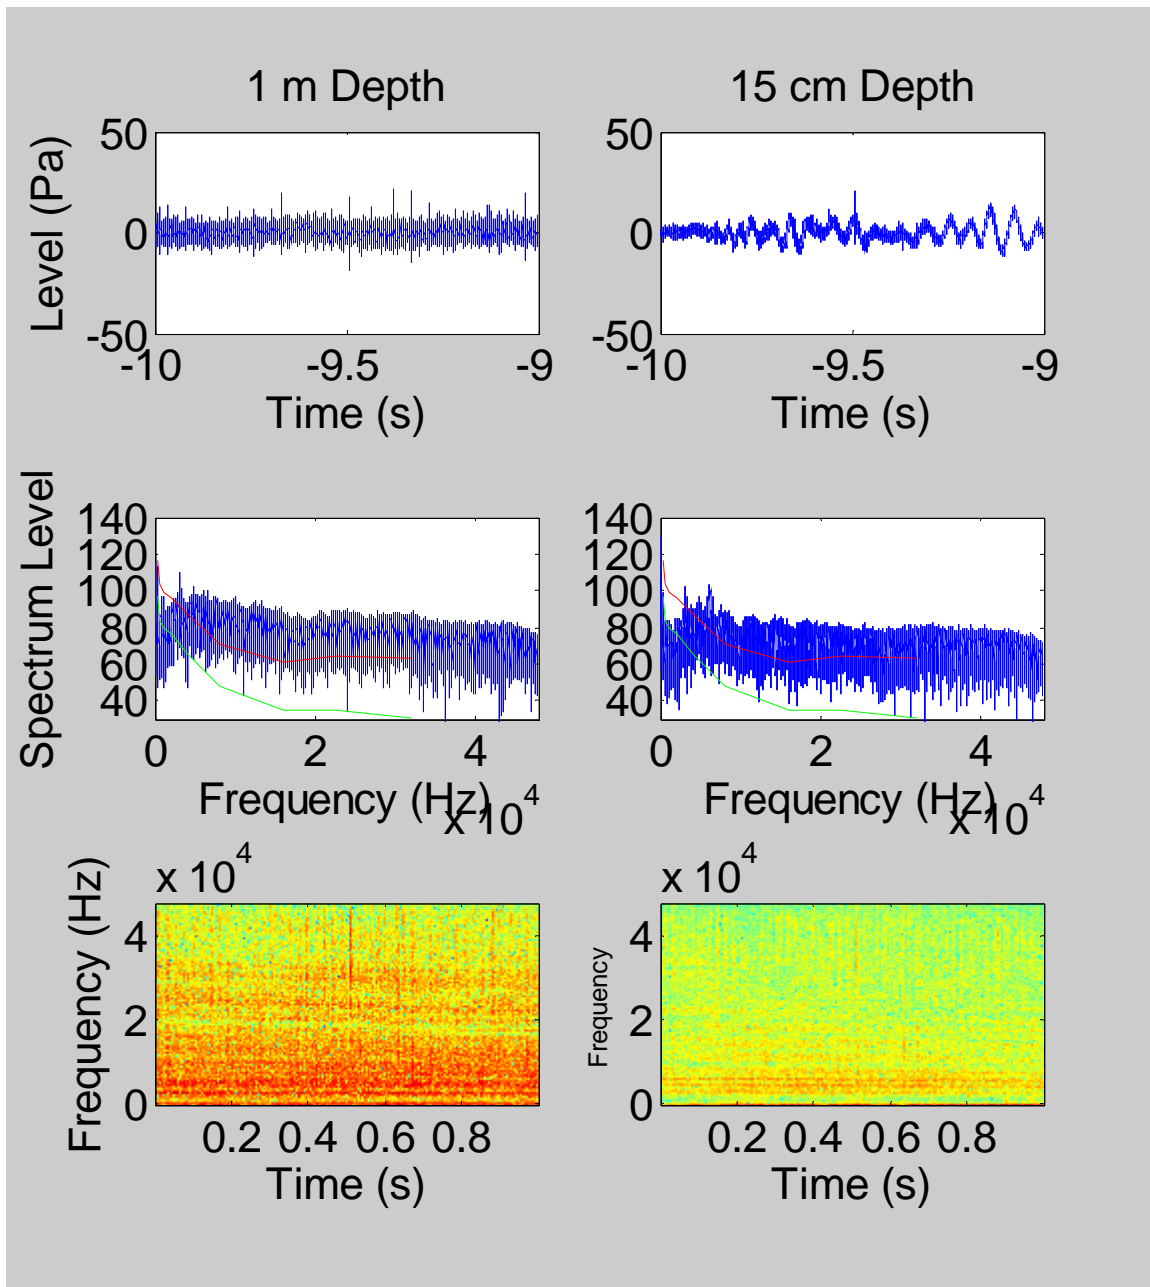 1 m Depth
15 cm Depth
Level (Pa)
50
0
-50
-10
-9.5
-9
Time (s)
50
0
-50
-10
-9.5
-9
Time (s)
Spectrum Level
140
120
100
80
60
40
0
2
4
Frequency (Hz)
x 10^4
140
120
100
80
60
40
0
2
4
Frequency (Hz)
x 10^4
Frequency (Hz)
x 10^4
4
2
0
0.2 0.4 0.6 0.8
Time (s)
Frequency
x 10^4
4
2
0
0.2 0.4 0.6 0.8
Time (s)